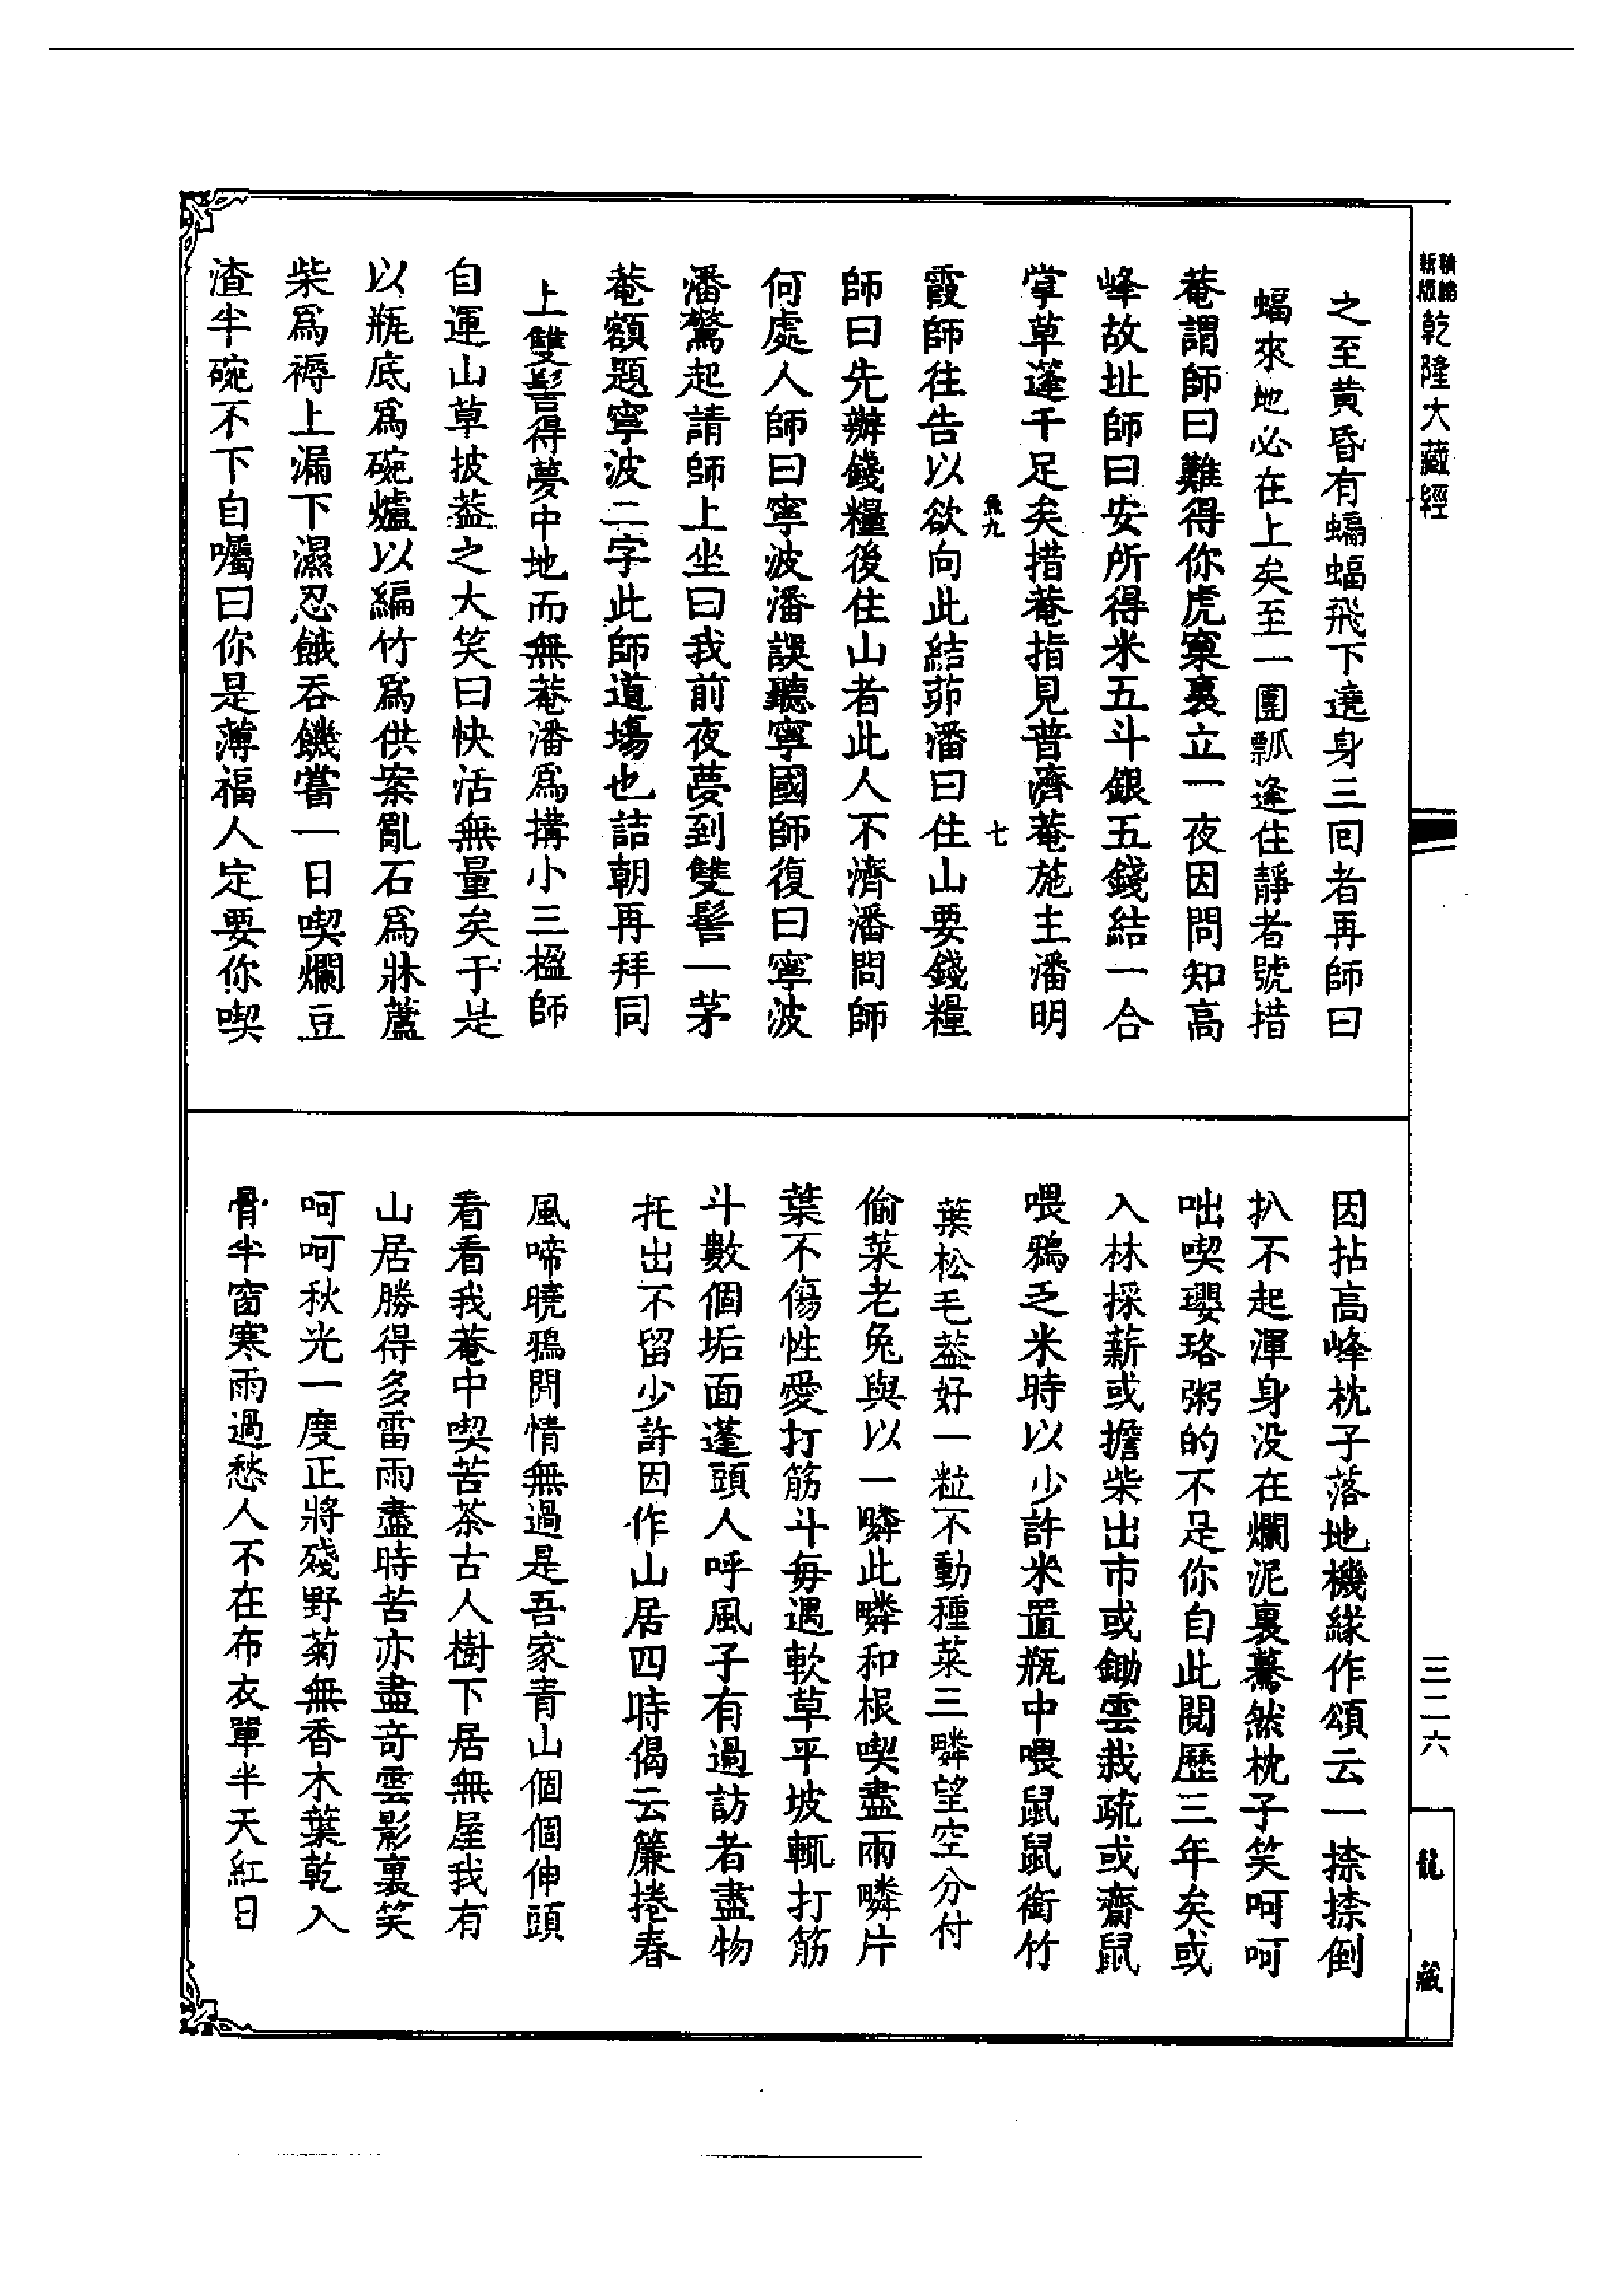 新版
精縮
乾隆大藏經
之至黃昏有蝙蝠飛下遶身三回者再師曰
蝠來地必在上矣至一團瓢逢住靜者號措
菴謂師曰難得你虎窠裏立一夜因問知高
峰故址師曰安所得米五斗銀五錢結一合
掌草蓬千足矣措菴指見普濟菴施主潘明
魚九
七
霞師往告以欲向此結茆潘曰住山要錢糧
師曰先辦錢糧後住山者此人不濟潘問師
何處人師曰寧波潘誤聽寧國師復曰寧波
潘驚起請師上坐曰我前夜夢到雙髻一茅
菴額題寧波二字此師道場也詰朝再拜同
上雙髻得夢中地而無菴潘爲搆小三楹師
自運山草披葢之大笑曰快活無量矣于是
以瓶底爲碗爐以編竹爲供案亂石爲牀蘆
柴爲褥上漏下濕忍餓吞饑嘗一日喫爛豆
渣半碗不下自囑曰你是薄福人定要你喫
因拈高峰枕子落地機緣作頌云一捺捺倒
扒不起渾身没在爛泥裏驀然枕子笑呵呵
咄喫瓔珞粥的不足你自此閱歷三年矣或
入林採薪或擔柴出市或鋤雲栽疏或齋鼠
喂鴉乏米時以少許米置瓶中喂鼠鼠銜竹
葉松毛葢好一粒不動種菜三疄望空分付
偷菜老兔與以一疄此疄和根喫盡兩疄片
葉不傷性愛打筋斗每遇軟草平坡輒打筋
斗數個垢面蓬頭人呼風子有過訪者盡物
托出不留少許因作山居四時偈云簾捲春
風啼曉鴉閒情無過是吾家青山個個伸頭
看看我菴中喫苦茶古人樹下居無屋我有
山居勝得多雷雨盡時苦亦盡奇雲影裏笑
呵呵秋光一度正將殘野菊無香木葉乾入
骨半窗寒雨過愁人不在布衣單半天紅日
三二六
龍藏